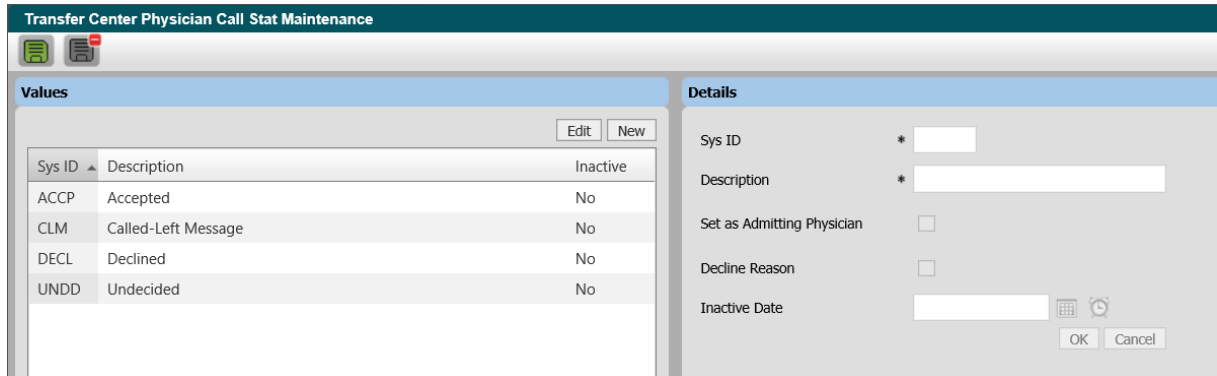 Transfer Center Physician Call Stat Maintenance
Values
Edit New
Sys ID Description Inactive
ACCP Accepted No
CLM Called-Left Message No
DECL Declined No
UNDD Undecided No
Details
Sys ID *
Description *
Set as Admitting Physician
Decline Reason
Inactive Date
OK Cancel